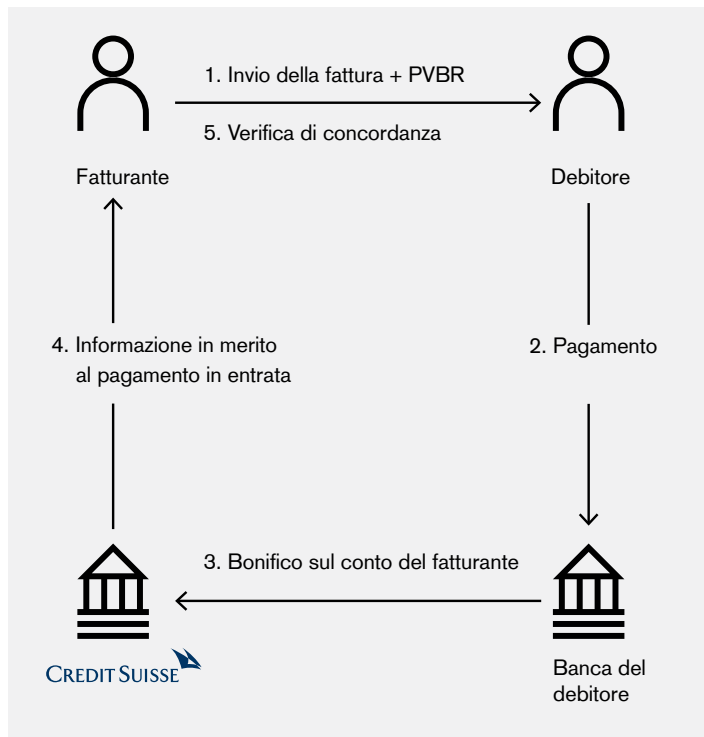 1. Invio della fattura + PVBR
5. Verifica di concordanza
Fatturante
Debitore
4. Informazione in merito
al pagamento in entrata
2. Pagamento
3. Bonifico sul conto del fatturante
CREDIT SUISSE
Banca del
debitore